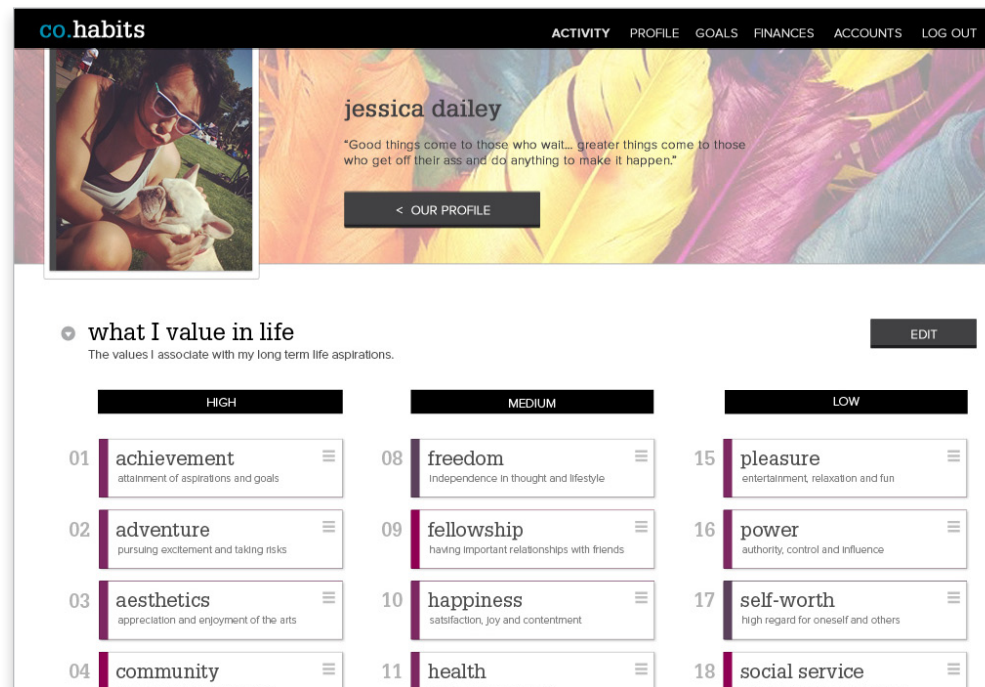 co.habits
ACTIVITY PROFILE GOALS FINANCES ACCOUNTS LOG OUT
jessica dailey
“Good things come to those who wait... greater things come to those
who get off their ass and do anything to make it happen.”
< OUR PROFILE
what I value in life
EDIT
The values I associate with my long term life aspirations.
HIGH
MEDIUM
LOW
01 achievement
attainment of aspirations and goals
08 freedom
independence in thought and lifestyle
15 pleasure
entertainment, relaxation and fun
02 adventure
pursuing excitement and taking risks
09 fellowship
having important relationships with friends
16 power
authority, control and influence
03 aesthetics
appreciation and enjoyment of the arts
10 happiness
satsifaction, joy and contentment
17 self-worth
high regard for oneself and others
04 community
11 health
18 social service